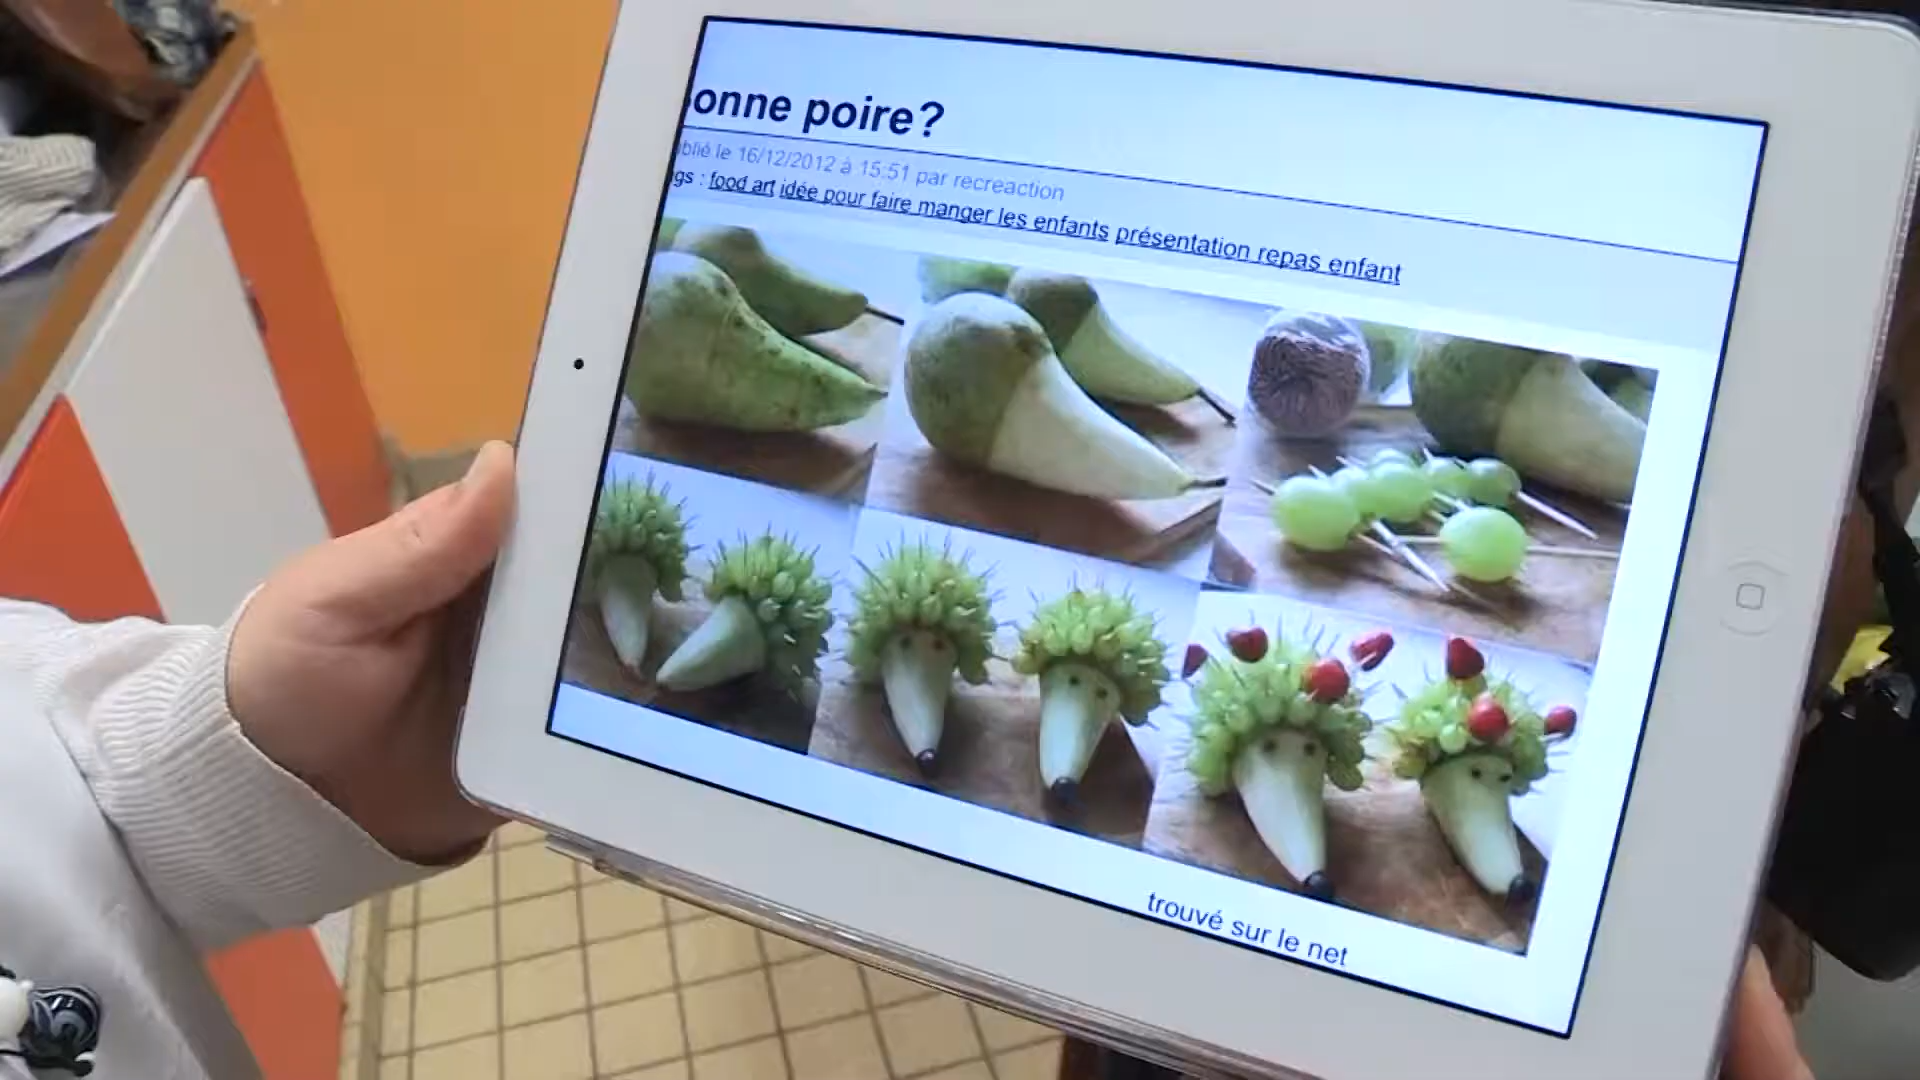 onne poire?
blié le 16/12/2012 à 15:51 par recreaction
gs : food art idée pour faire manger les enfants présentation repas enfant
trouvé sur le net